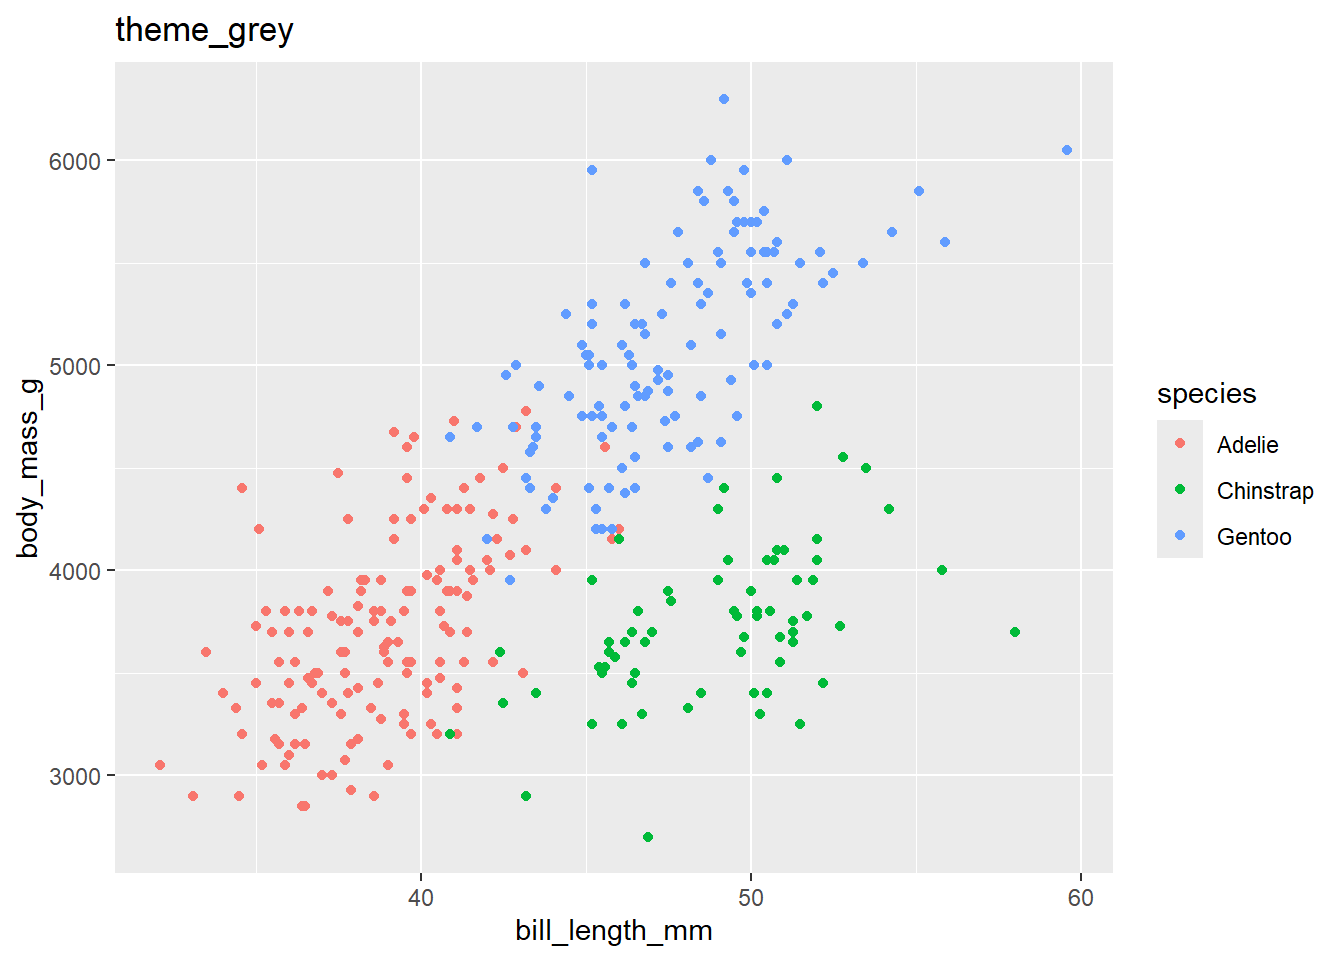 theme_grey
6000
5000
4000
3000
body_mass_g
40
50
60
bill_length_mm
species
Adelie
Chinstrap
Gentoo